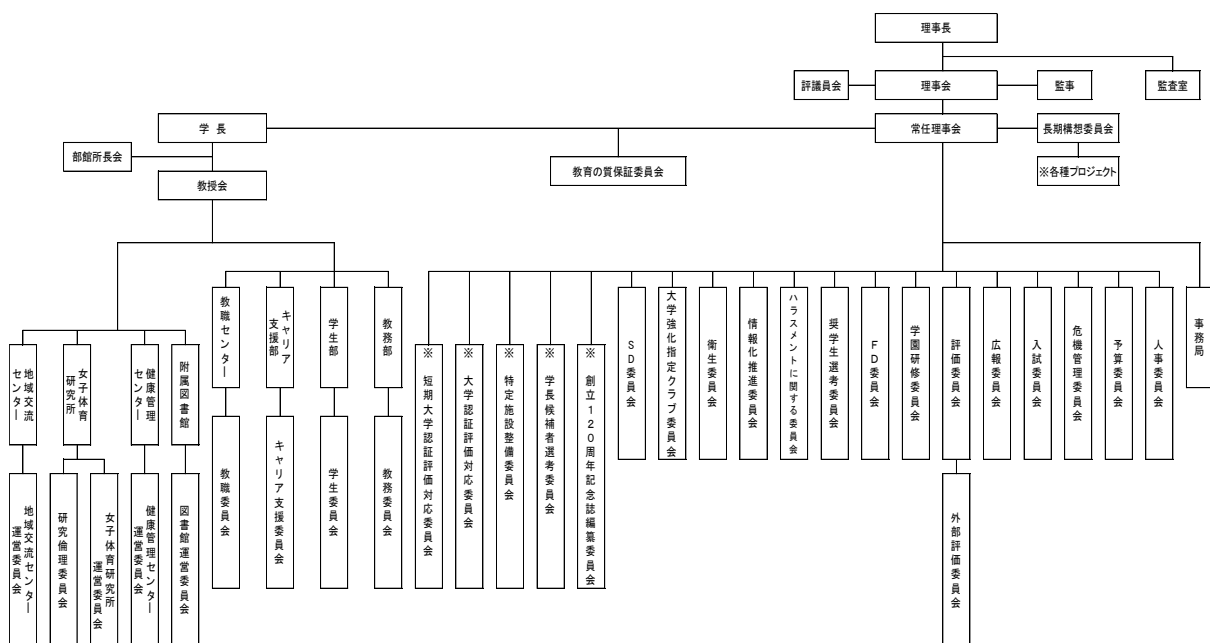 理事長
評議員会
理事会
監事
監査室
学 長
常任理事会
長期構想委員会
部館所長会
教育の質保証委員会
※各種プロジェクト
教授会
教職センター
キャリア
支援部
学生部
教務部
※ 短期大学認証評価対応委員会
※ 大学認証評価対応委員会
※ 特定施設整備委員会
※ 学長候補者選考委員会
※ 創立120周年記念誌編纂委員会
SD委員会
大学強化指定クラブ委員会
衛生委員会
情報化推進委員会
ハラスメントに関する委員会
奨学生選考委員会
FD委員会
学園研修委員会
評価委員会
広報委員会
入試委員会
危機管理委員会
予算委員会
人事委員会
事務局
地域交流
センター
女子体育
研究所
健康管理
センター
附属図書館
教職委員会
キャリア支援委員会
学生委員会
教務委員会
地域交流センター
運営委員会
研究倫理委員会
女子体育研究所
運営委員会
健康管理センター
運営委員会
図書館運営委員会
外部評価委員会